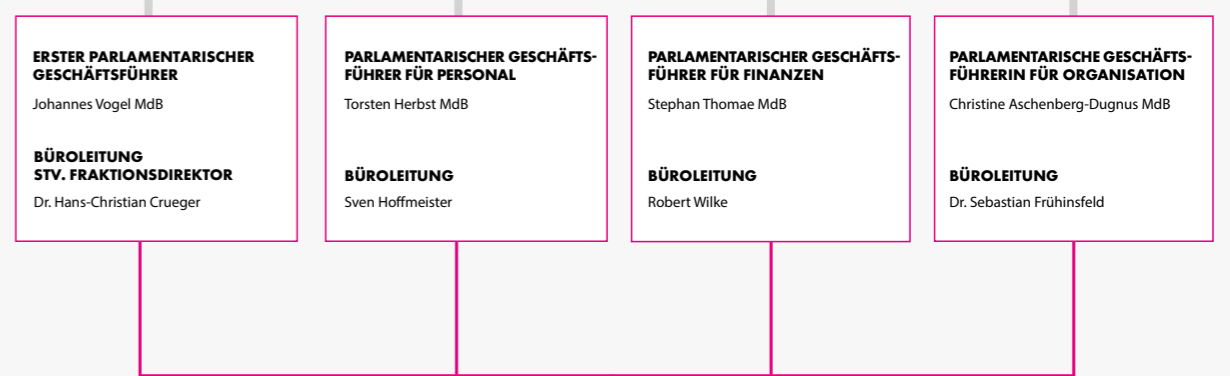 ERSTER PARLAMENTARISCHER
GESCHÄFTSFÜHRER
Johannes Vogel MdB
BÜROLEITUNG
STV. FRAKTIONSDIREKTOR
Dr. Hans-Christian Crueger
PARLAMENTARISCHER GESCHÄFTS-
FÜHRER FÜR PERSONAL
Torsten Herbst MdB
BÜROLEITUNG
Sven Hoffmeister
PARLAMENTARISCHER GESCHÄFTS-
FÜHRER FÜR FINANZEN
Stephan Thomae MdB
BÜROLEITUNG
Robert Wilke
PARLAMENTARISCHE GESCHÄFTS-
FÜHRERIN FÜR ORGANISATION
Christine Aschenberg-Dugnus MdB
BÜROLEITUNG
Dr. Sebastian Frühinsfeld